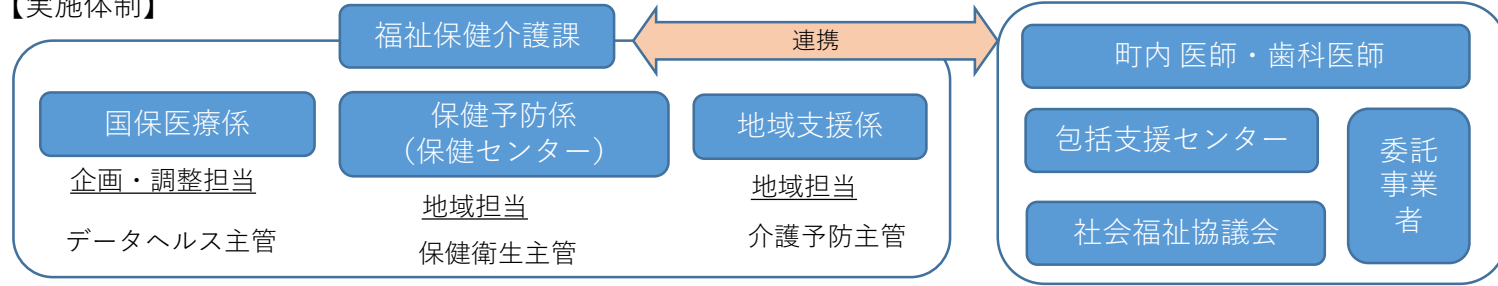 【実施体制】
福祉保健介護課
連携
町内 医師・歯科医師
国保医療係
保健予防係
（保健センター）
地域支援係
包括支援センター
委託
事業
者
企画・調整担当
地域担当
地域担当
データヘルス主管
保健衛生主管
介護予防主管
社会福祉協議会